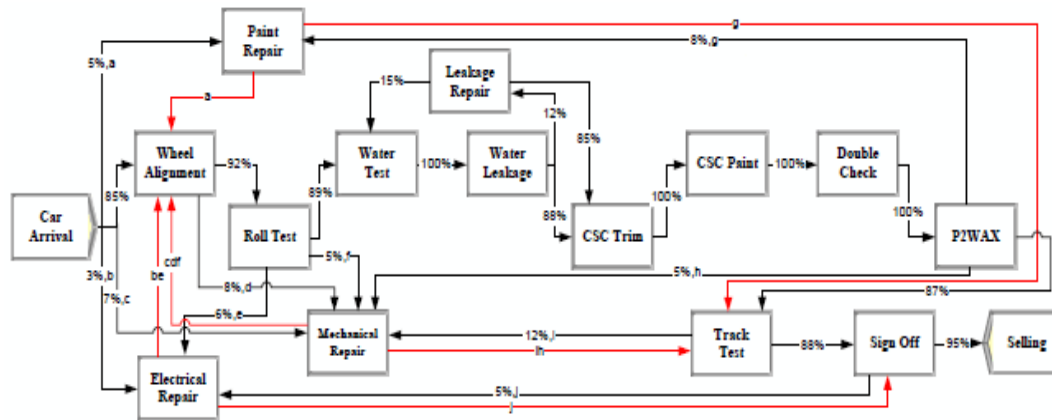 g
Paint
Repair
8%,g
5%,a
a
15%
Leakage
Repair
12%
85%
Wheel
Alignment
92%
Water
Test
100%
Water
Leakage
CSC Paint
100%
Double
Check
85%
89%
88%
100%
100%
Car
Arrival
Roll Test
CSC Trim
P2WAX
cdf
be
5%,f
3%,b
7%,c
8%,d
5%,h
87%
6%,e
Mechanical
Repair
12%,i
ih
Track
Test
88%
Sign Off
95%
Selling
Electrical
Repair
5%,j
j